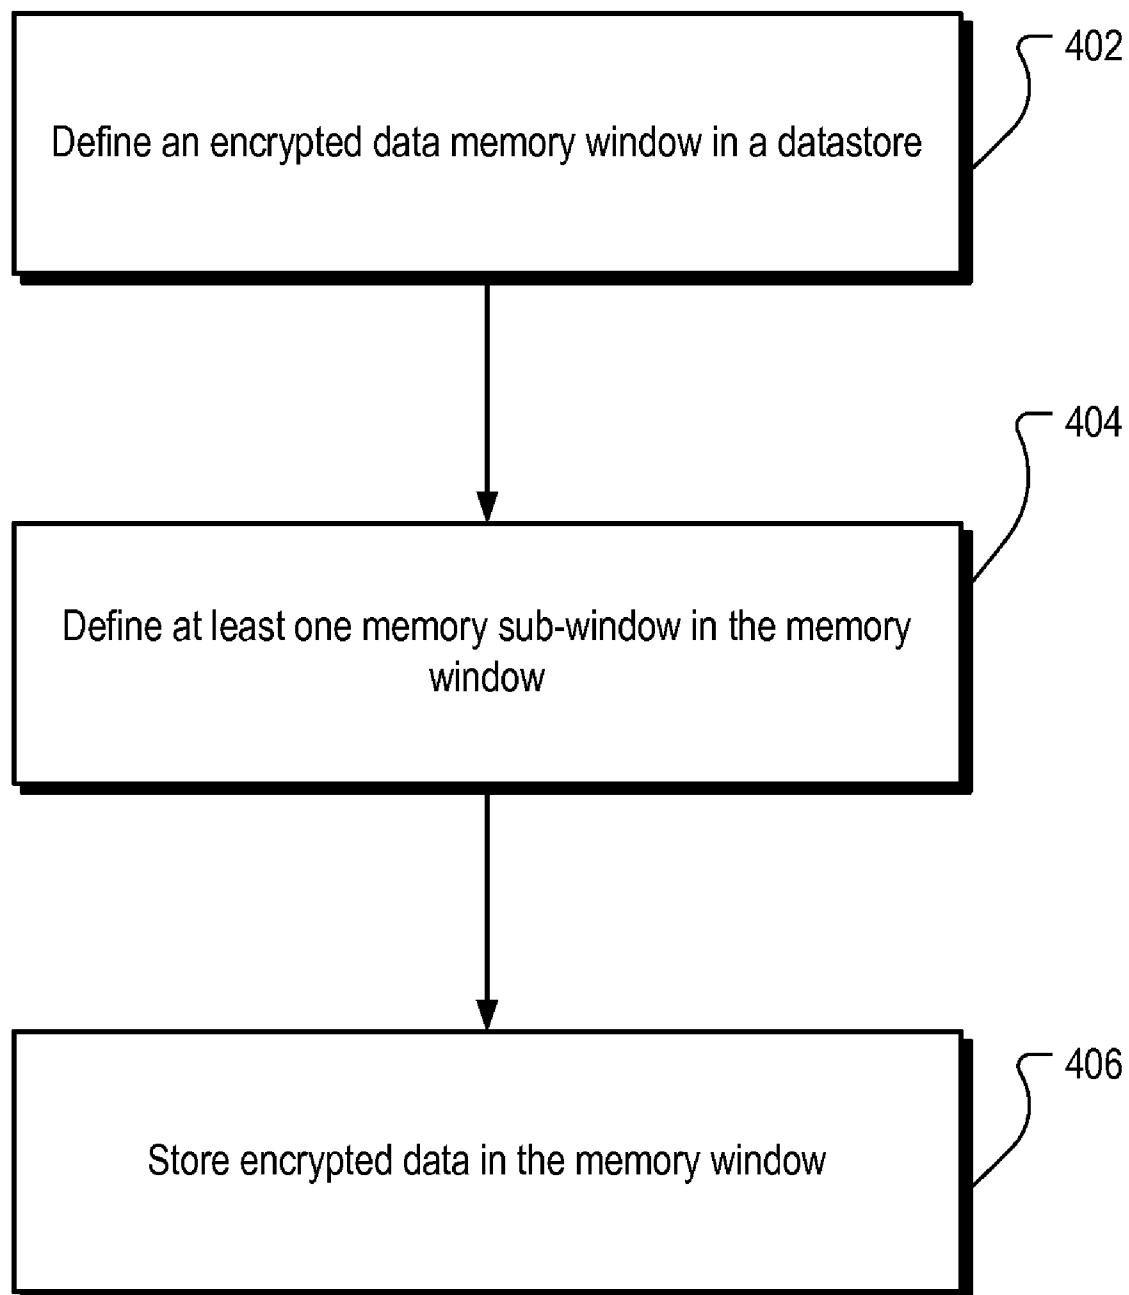 402
Define an encrypted data memory window in a datastore
404
Define at least one memory sub-window in the memory
window
406
Store encrypted data in the memory window